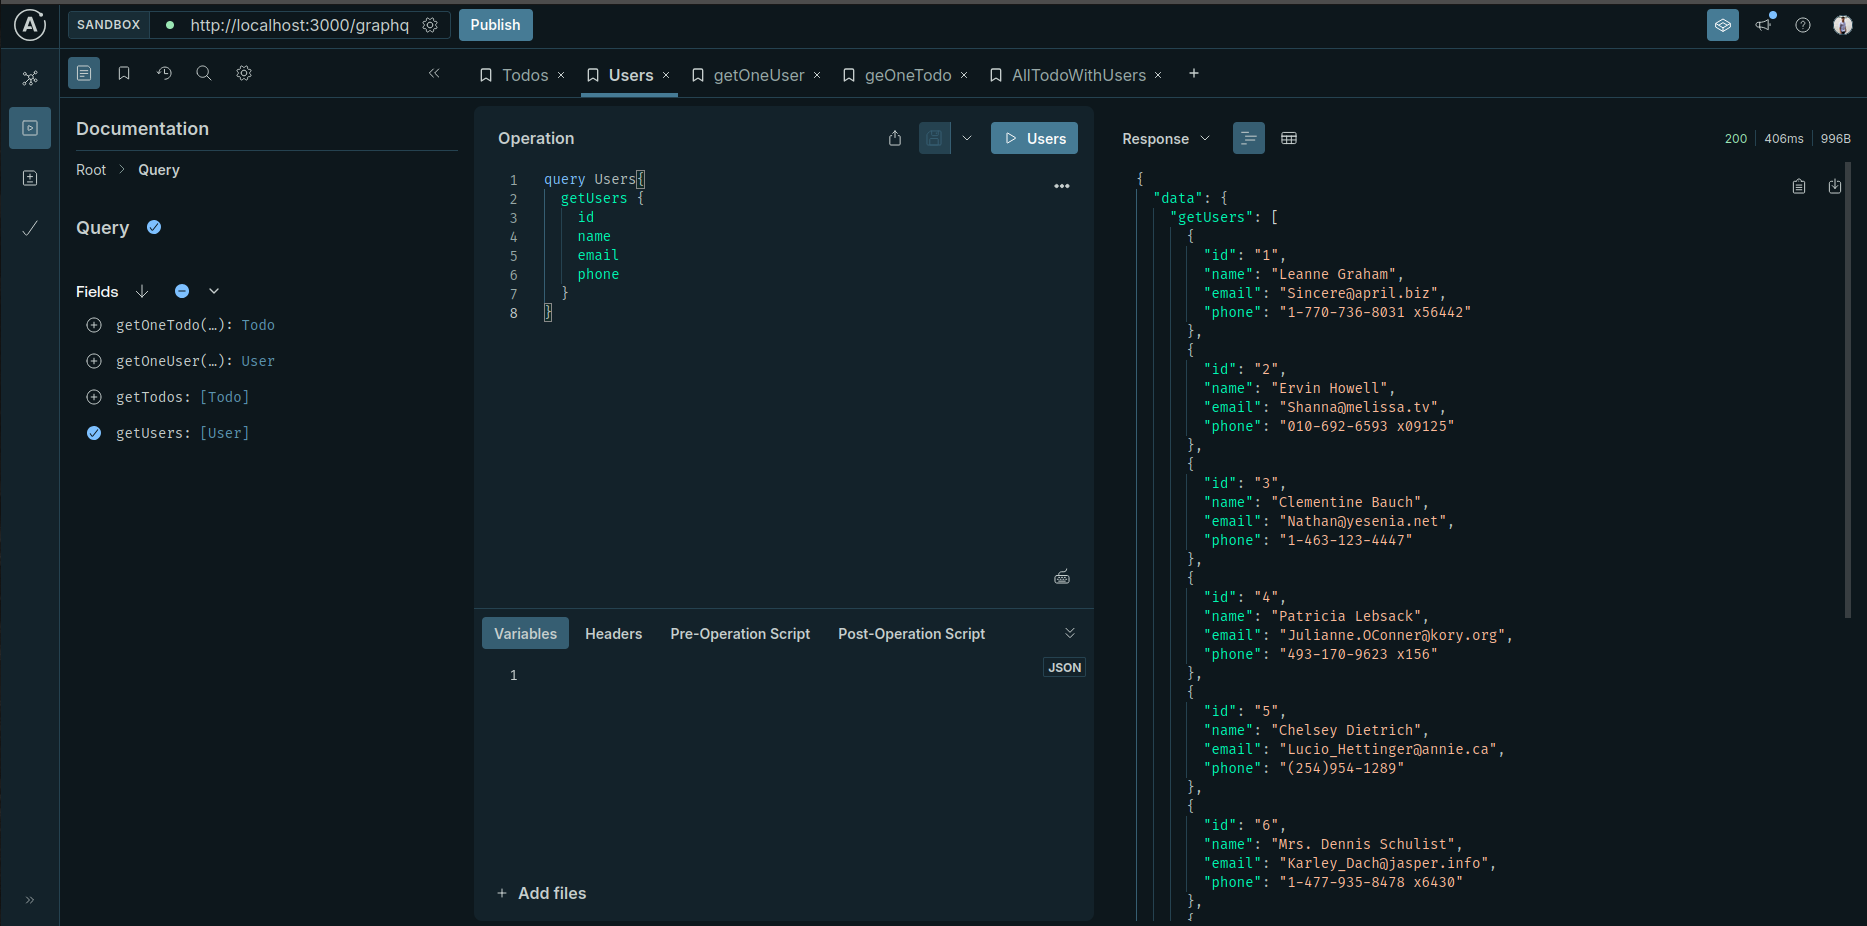 SANDBOX http://localhost:3000/graphq Publish
Todos × Users × getOneUser × geOneTodo × AllTodoWithUsers × +
Documentation
Root > Query
Query
Fields
getOneTodo(…): Todo
getOneUser(…): User
getTodos: [Todo]
getUsers: [User]
Operation
Users
1 query Users{
2 getUsers {
3 id
4 name
5 email
6 phone
7 }
8 }
Variables Headers Pre-Operation Script Post-Operation Script
JSON
1
+ Add files
Response 200 406ms 996B
{
"data": {
"getUsers": [
{
"id": "1",
"name": "Leanne Graham",
"email": "Sincere@april.biz",
"phone": "1-770-736-8031 x56442"
},
{
"id": "2",
"name": "Ervin Howell",
"email": "Shanna@melissa.tv",
"phone": "010-692-6593 x09125"
},
{
"id": "3",
"name": "Clementine Bauch",
"email": "Nathan@yesenia.net",
"phone": "1-463-123-4447"
},
{
"id": "4",
"name": "Patricia Lebsack",
"email": "Julianne.OConner@kory.org",
"phone": "493-170-9623 x156"
},
{
"id": "5",
"name": "Chelsey Dietrich",
"email": "Lucio_Hettinger@annie.ca",
"phone": "(254)954-1289"
},
{
"id": "6",
"name": "Mrs. Dennis Schulist",
"email": "Karley_Dach@jasper.info",
"phone": "1-477-935-8478 x6430"
},
{